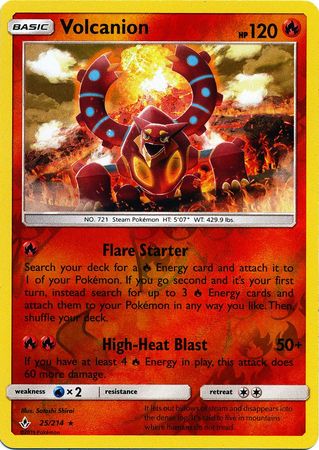 BASIC Volcanion HP 120
NO. 721 Steam Pokémon HT: 5'07" WT: 429.9 lbs.
Flare Starter
Search your deck for a Energy card and attach it to
1 of your Pokémon. If you go second and it's your first
turn, instead search for up to 3 Energy cards and
attach them to your Pokémon in any way you like. Then,
shuffle your deck.
High-Heat Blast 50+
If you have at least 4 Energy in play, this attack does
60 more damage.
weakness ×2 resistance retreat
Illus. Satoshi Shirai
25/214 ★
©2019 Pokémon
It lets out billows of steam and disappears into
the dense fog. It's said to live in mountains
where humans do not tread.